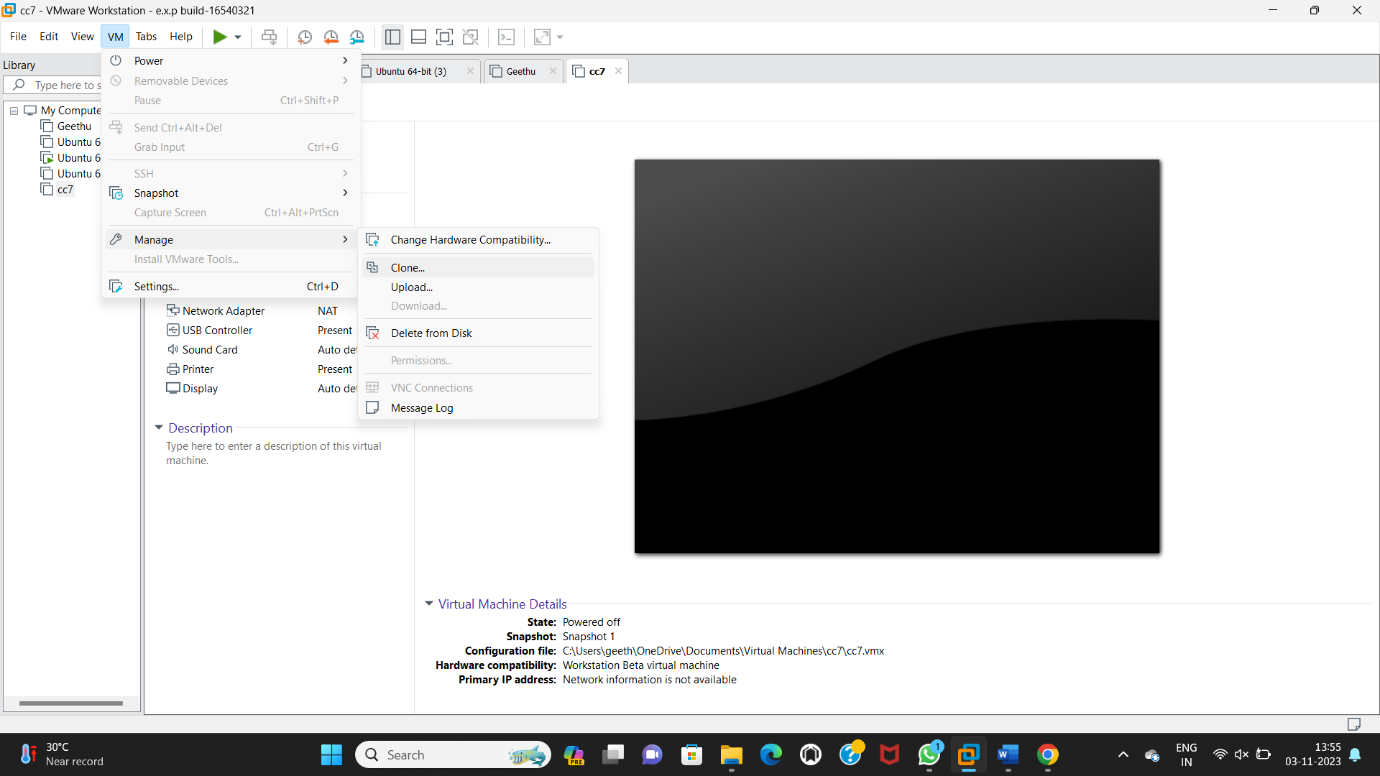 cc7 - VMware Workstation - e.x.p build-16540321
File Edit View VM Tabs Help
Library
Type here to s
My Compute
Geethu
Ubuntu 6
Ubuntu 6
Ubuntu 6
cc7
Power
Removable Devices
Pause Ctrl+Shift+P
Send Ctrl+Alt+Del
Grab Input Ctrl+G
SSH
Snapshot
Capture Screen Ctrl+Alt+PrtScn
Manage
Install VMware Tools...
Settings... Ctrl+D
Change Hardware Compatibility...
Clone...
Upload...
Download...
Delete from Disk
Permissions...
VNC Connections
Message Log
Ubuntu 64-bit (3)
Geethu
cc7
Network Adapter NAT
USB Controller Present
Sound Card Auto det
Printer Present
Display Auto det
Description
Type here to enter a description of this virtual
machine.
Virtual Machine Details
State: Powered off
Snapshot: Snapshot 1
Configuration file: C:\Users\geeth\OneDrive\Documents\Virtual Machines\cc7\cc7.vmx
Hardware compatibility: Workstation Beta virtual machine
Primary IP address: Network information is not available
30°C
Near record
Search
PRE
1
ENG
IN
13:55
03-11-2023